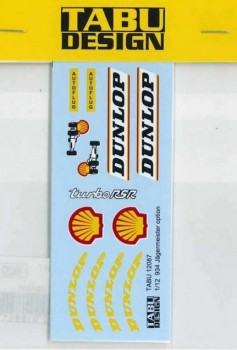 TABU
DESIGN
AUTOFLUG
AUTOFLUG
DUNLOP
DUNLOP
turbo RSR
DUNLOP
DUNLOP
DUNLOP
DUNLOP
TABU 12087
1/12 934 Jägermeister option
TABU
DESIGN